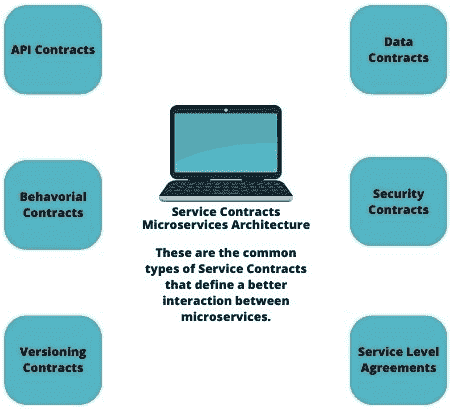 API Contracts
Data
Contracts
Behavorial
Contracts
Security
Contracts
Service Contracts
Microservices Architecture
These are the common
types of Service Contracts
that define a better
interaction between
microservices.
Versioning
Contracts
Service Level
Agreements